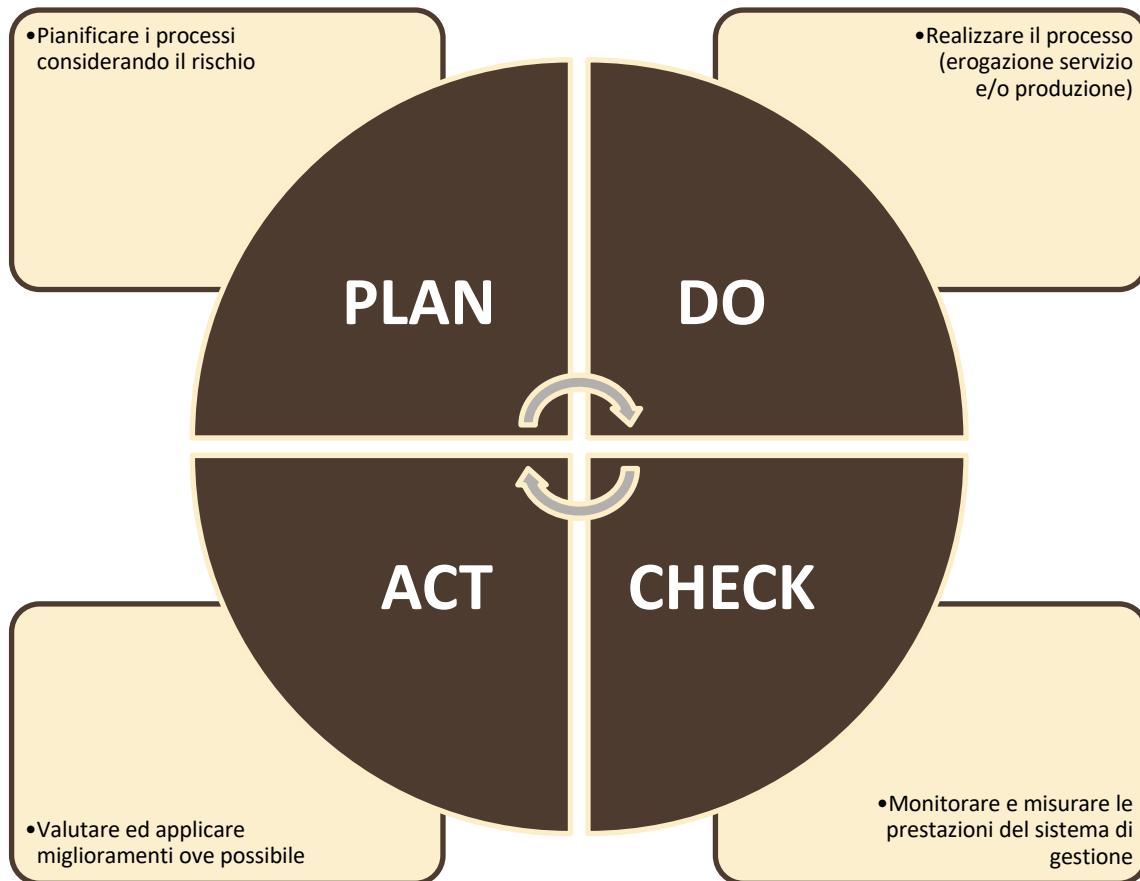 •Pianificare i processi
considerando il rischio
•Realizzare il processo
(erogazione servizio
e/o produzione)
PLAN
DO
ACT
CHECK
•Valutare ed applicare
miglioramenti ove possibile
•Monitorare e misurare le
prestazioni del sistema di
gestione